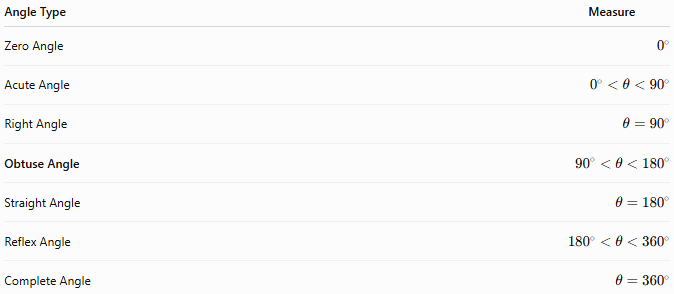 Angle Type Measure
Zero Angle 0°
Acute Angle 0° < θ < 90°
Right Angle θ = 90°
Obtuse Angle 90° < θ < 180°
Straight Angle θ = 180°
Reflex Angle 180° < θ < 360°
Complete Angle θ = 360°